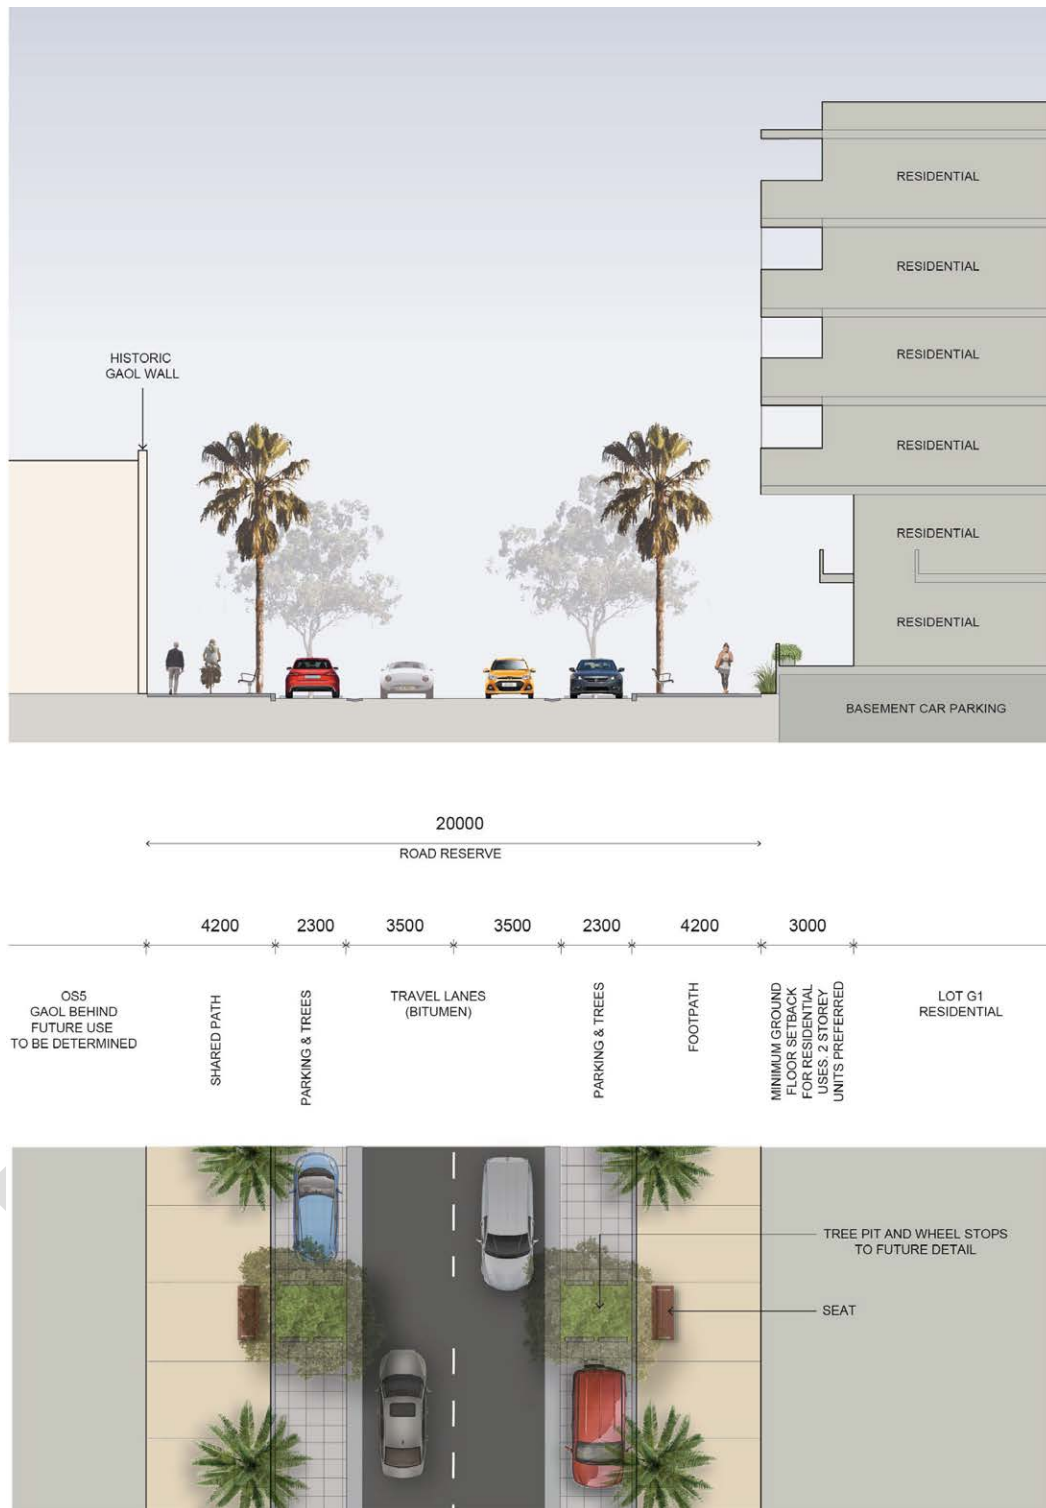 RESIDENTIAL
RESIDENTIAL
RESIDENTIAL
HISTORIC
GAOL WALL
RESIDENTIAL
RESIDENTIAL
RESIDENTIAL
BASEMENT CAR PARKING
20000
ROAD RESERVE
4200
2300
3500
3500
2300
4200
3000
OS5
GAOL BEHIND
FUTURE USE
TO BE DETERMINED
SHARED PATH
PARKING & TREES
TRAVEL LANES
(BITUMEN)
PARKING & TREES
FOOTPATH
MINIMUM GROUND
FLOOR SETBACK
FOR RESIDENTIAL
USES. 2 STOREY
UNITS PREFERRED
LOT G1
RESIDENTIAL
TREE PIT AND WHEEL STOPS
TO FUTURE DETAIL
SEAT